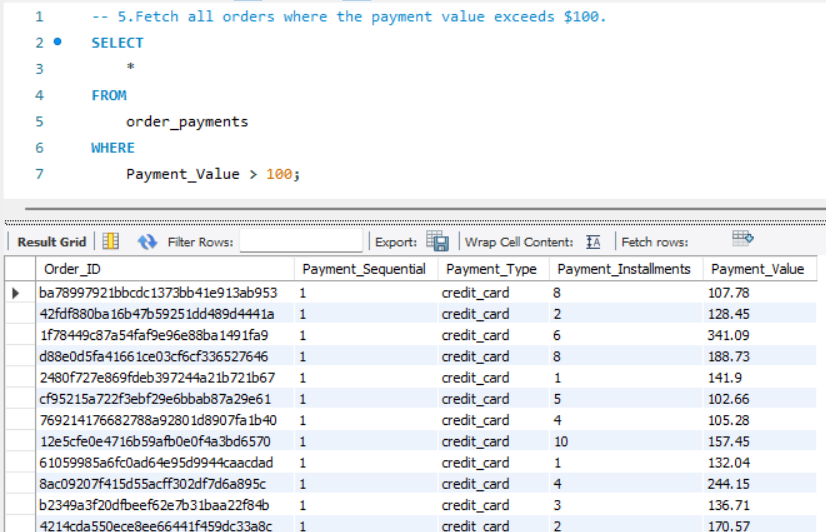 1 -- 5.Fetch all orders where the payment value exceeds $100.
2 SELECT
3 *
4 FROM
5 order_payments
6 WHERE
7 Payment_Value > 100;
Result Grid Filter Rows: Export: Wrap Cell Content: Fetch rows:
Order_ID Payment_Sequential Payment_Type Payment_Installments Payment_Value
ba78997921bbcdc1373bb41e913ab953 1 credit_card 8 107.78
42fdf880ba16b47b59251dd489d4441a 1 credit_card 2 128.45
1f78449c87a54faf9e96e88ba1491fa9 1 credit_card 6 341.09
d88e0d5fa41661ce03cf6cf336527646 1 credit_card 8 188.73
2480f727e869fdeb397244a21b721b67 1 credit_card 1 141.9
cf95215a722f3ebf29e6bbab87a29e61 1 credit_card 5 102.66
769214176682788a92801d8907fa1b40 1 credit_card 4 105.28
12e5cfe0e4716b59afb0e0f4a3bd6570 1 credit_card 10 157.45
61059985a6fc0ad64e95d9944caacdad 1 credit_card 1 132.04
8ac09207f415d55acff302df7d6a895c 1 credit_card 4 244.15
b2349a3f20dfbeef62e7b31baa22f84b 1 credit_card 3 136.71
4214cda550ece8ee66441f459dc33a8c 1 credit_card 2 170.57